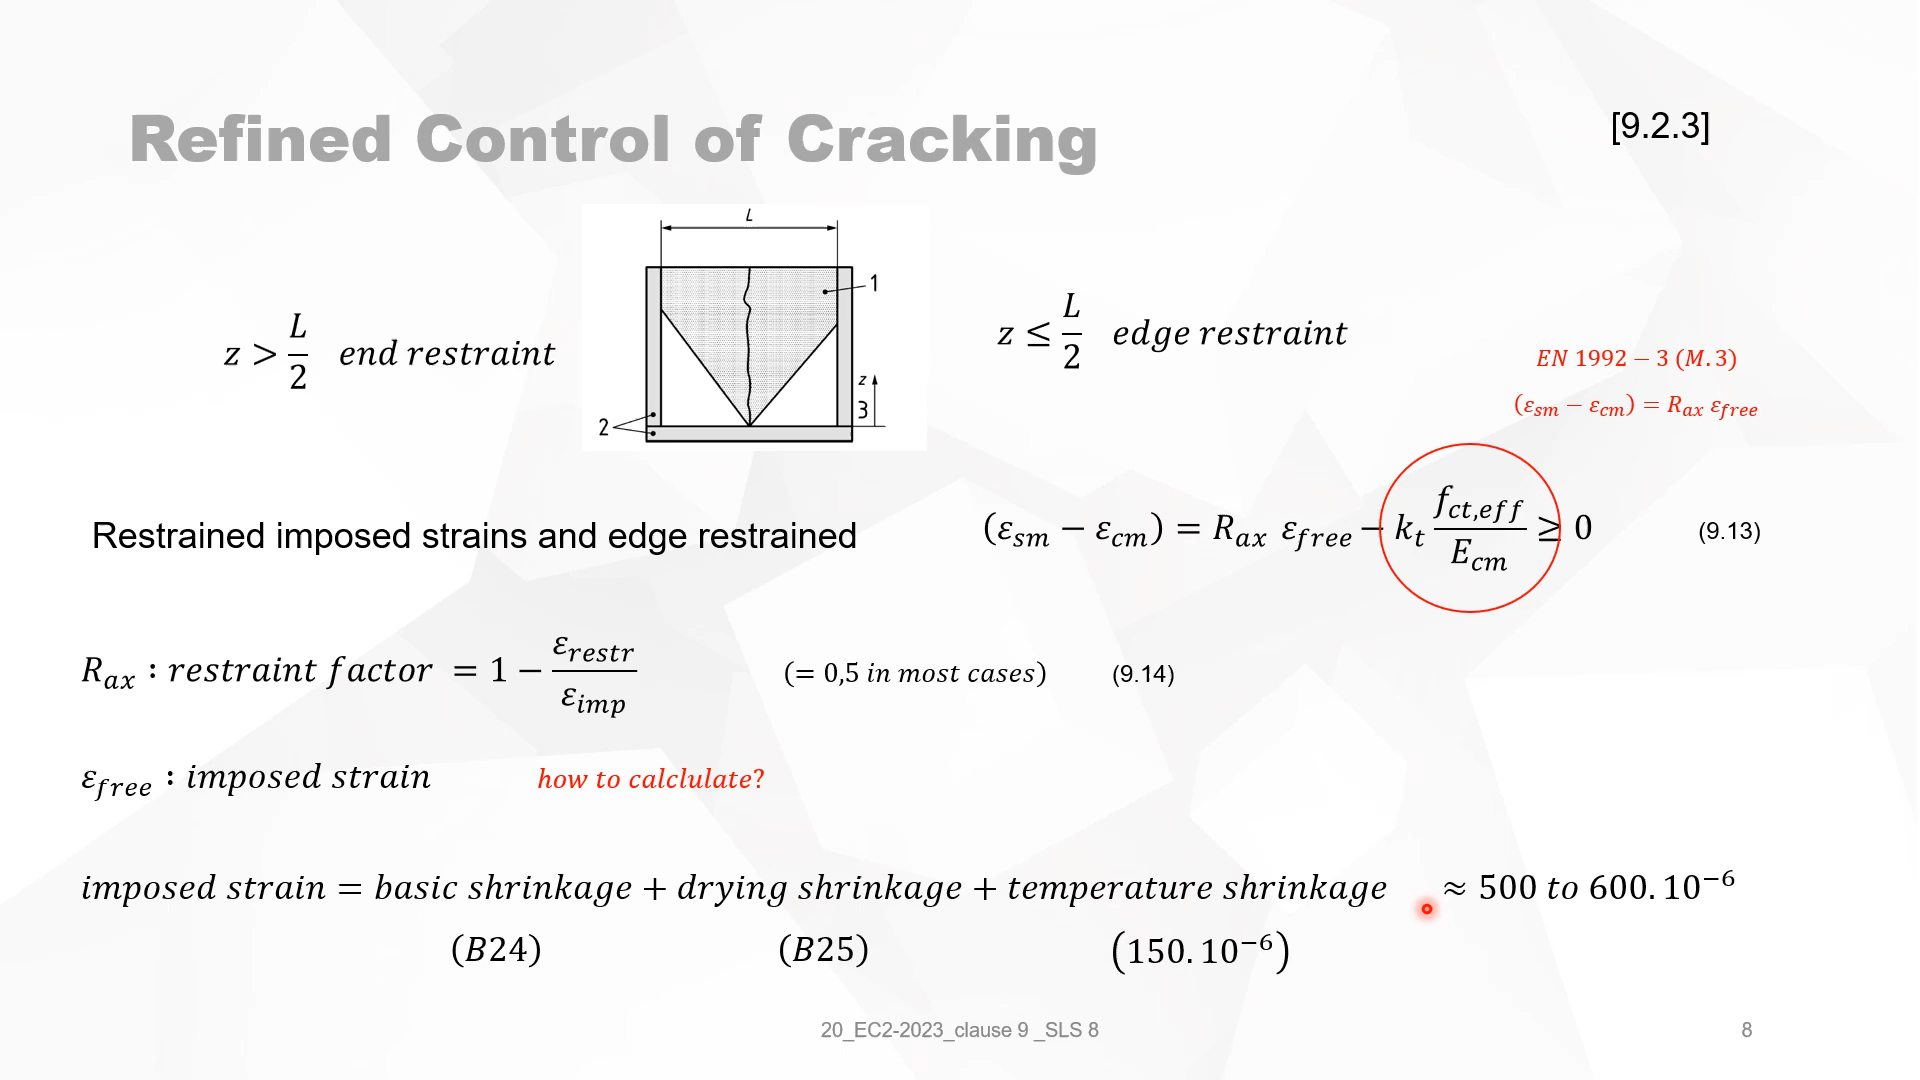 Refined Control of Cracking
[9.2.3]
L
1
z > L/2 end restraint
z ≤ L/2 edge restraint
z
3
2
EN 1992 − 3 (M.3)
(εsm − εcm) = Rax εfree
Restrained imposed strains and edge restrained
(εsm − εcm) = Rax εfree − kt fct,eff/Ecm ≥ 0
(9.13)
Rax : restraint factor = 1 − εrestr/εimp
(= 0,5 in most cases)
(9.14)
εfree : imposed strain
how to calclulate?
imposed strain = basic shrinkage + drying shrinkage + temperature shrinkage ≈ 500 to 600. 10⁻⁶
(B24)
(B25)
(150. 10⁻⁶)
20_EC2-2023_clause 9 _SLS 8
8